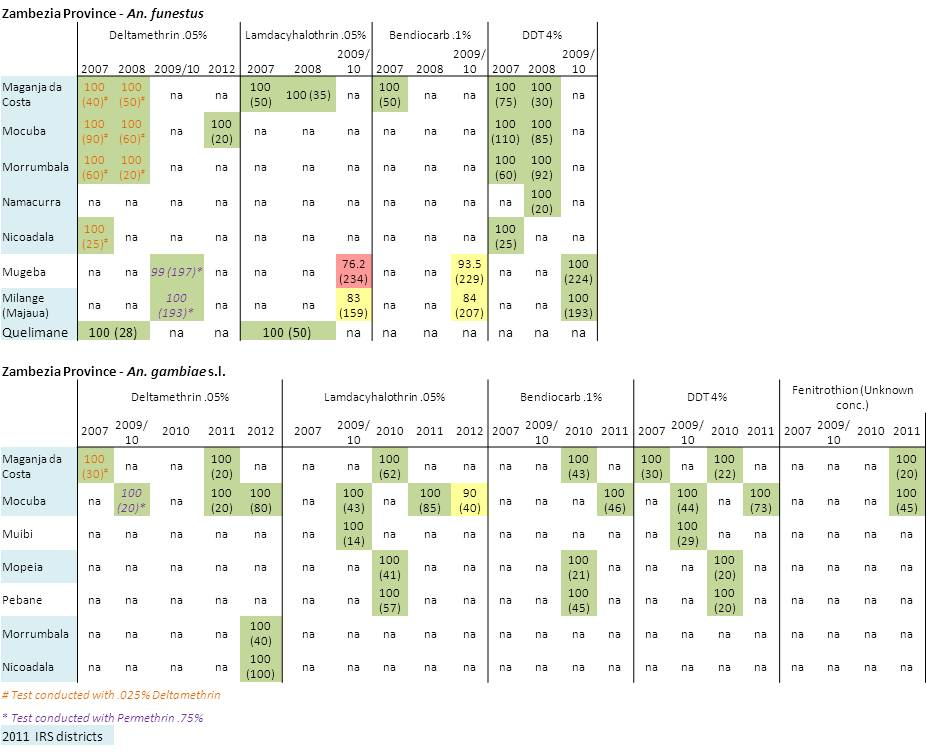 Zambezia Province - An. funestus
Deltamethrin .05% Lamdacyhalothrin .05% Bendiocarb .1% DDT 4%
2007 2008 2009/10 2012 2007 2008 2009/10 2007 2008 2009/10 2007 2008 2009/10
Maganja da Costa 100 (40)# 100 (50)# na na 100 (50) 100 (35) na 100 (50) na na 100 (75) 100 (30) na
Mocuba 100 (90)# 100 (60)# na 100 (20) na na na na na na 100 (110) 100 (85) na
Morrumbala 100 (60)# 100 (20)# na na na na na na na na 100 (60) 100 (92) na
Namacurra na na na na na na na na na na na 100 (20) na
Nicoadala 100 (25)# na na na na na na na na na 100 (25) na na
Mugeba na na 99 (197)* na na na 76.2 (234) na na 93.5 (229) na na 100 (224)
Milange (Majaua) na na 100 (193)* na na na 83 (159) na na 84 (207) na na 100 (193)
Quelimane 100 (28) na na 100 (50) na na na na na na na
Zambezia Province - An. gambiae s.l.
Deltamethrin .05% Lamdacyhalothrin .05% Bendiocarb .1% DDT 4% Fenitrothion (Unknown conc.)
2007 2009/10 2010 2011 2012 2007 2009/10 2010 2011 2012 2007 2009/10 2010 2011 2007 2009/10 2010 2011 2007 2009/10 2010 2011
Maganja da Costa 100 (30)# na na 100 (20) na na na 100 (62) na na na na 100 (43) na 100 (30) na 100 (22) na na na na 100 (20)
Mocuba na 100 (20)* na 100 (20) 100 (80) na 100 (43) na 100 (85) 90 (40) na na na 100 (46) na 100 (44) na 100 (73) na na na 100 (45)
Muibi na na na na na na 100 (14) na na na na na na na na 100 (29) na na na na na na
Mopeia na na na na na na na 100 (41) na na na na 100 (21) na na na 100 (20) na na na na na
Pebane na na na na na na na 100 (57) na na na na 100 (45) na na na 100 (20) na na na na na
Morrumbala na na na na 100 (40) na na na na na na na na na na na na na na na na na
Nicoadala na na na na 100 (100) na na na na na na na na na na na na na na na na na
# Test conducted with .025% Deltamethrin
* Test conducted with Permethrin .75%
2011 IRS districts